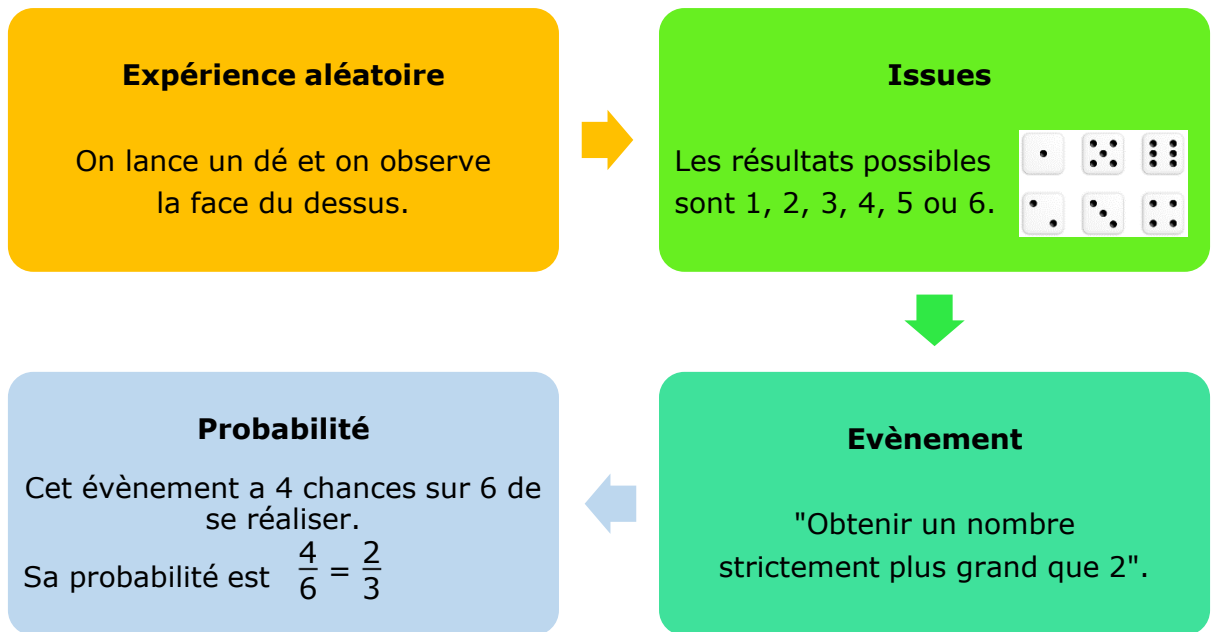 Expérience aléatoire
On lance un dé et on observe
la face du dessus.
Issues
Les résultats possibles
sont 1, 2, 3, 4, 5 ou 6.
Evènement
"Obtenir un nombre
strictement plus grand que 2".
Probabilité
Cet évènement a 4 chances sur 6 de
se réaliser.
Sa probabilité est 4/6 = 2/3